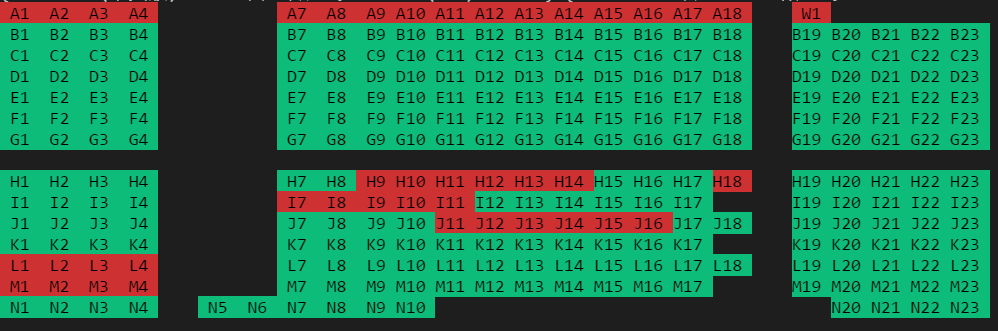 A1 A2 A3 A4 A7 A8 A9 A10 A11 A12 A13 A14 A15 A16 A17 A18 W1
B1 B2 B3 B4 B7 B8 B9 B10 B11 B12 B13 B14 B15 B16 B17 B18 B19 B20 B21 B22 B23
C1 C2 C3 C4 C7 C8 C9 C10 C11 C12 C13 C14 C15 C16 C17 C18 C19 C20 C21 C22 C23
D1 D2 D3 D4 D7 D8 D9 D10 D11 D12 D13 D14 D15 D16 D17 D18 D19 D20 D21 D22 D23
E1 E2 E3 E4 E7 E8 E9 E10 E11 E12 E13 E14 E15 E16 E17 E18 E19 E20 E21 E22 E23
F1 F2 F3 F4 F7 F8 F9 F10 F11 F12 F13 F14 F15 F16 F17 F18 F19 F20 F21 F22 F23
G1 G2 G3 G4 G7 G8 G9 G10 G11 G12 G13 G14 G15 G16 G17 G18 G19 G20 G21 G22 G23
H1 H2 H3 H4 H7 H8 H9 H10 H11 H12 H13 H14 H15 H16 H17 H18 H19 H20 H21 H22 H23
I1 I2 I3 I4 I7 I8 I9 I10 I11 I12 I13 I14 I15 I16 I17 I19 I20 I21 I22 I23
J1 J2 J3 J4 J7 J8 J9 J10 J11 J12 J13 J14 J15 J16 J17 J18 J19 J20 J21 J22 J23
K1 K2 K3 K4 K7 K8 K9 K10 K11 K12 K13 K14 K15 K16 K17 K19 K20 K21 K22 K23
L1 L2 L3 L4 L7 L8 L9 L10 L11 L12 L13 L14 L15 L16 L17 L18 L19 L20 L21 L22 L23
M1 M2 M3 M4 M7 M8 M9 M10 M11 M12 M13 M14 M15 M16 M17 M19 M20 M21 M22 M23
N1 N2 N3 N4 N5 N6 N7 N8 N9 N10 N20 N21 N22 N23